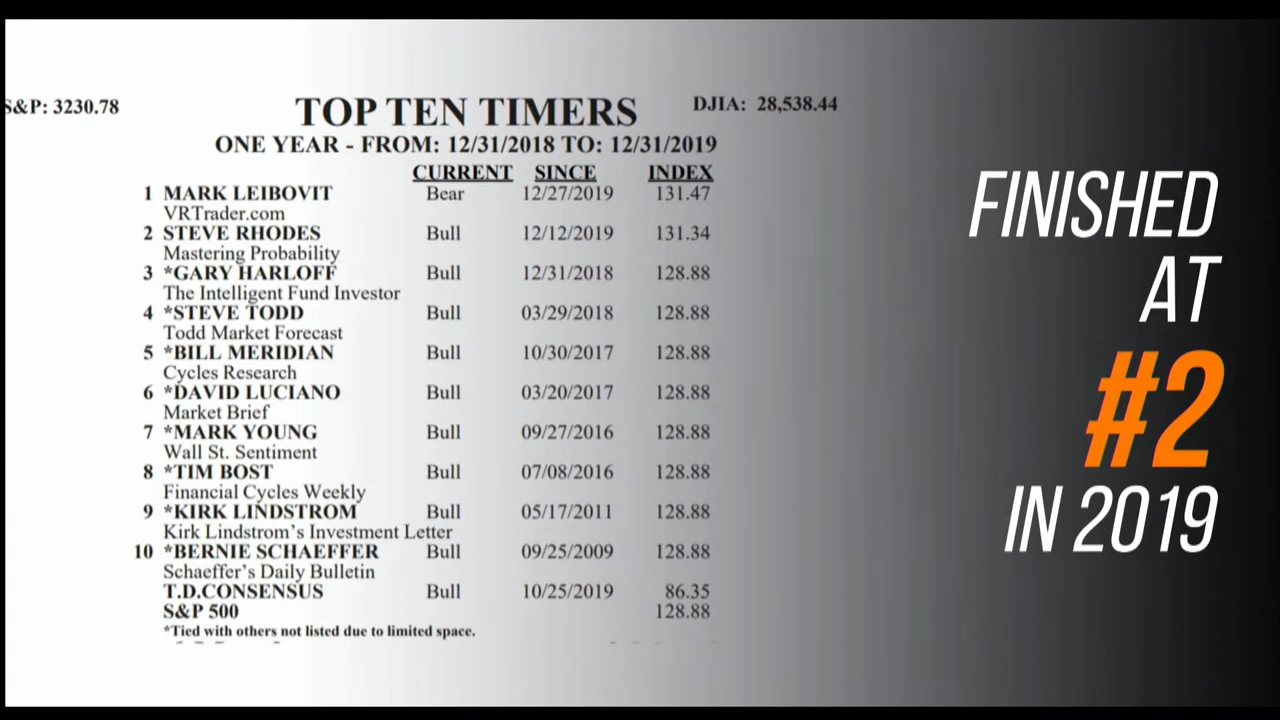 S&P: 3230.78
TOP TEN TIMERS
DJIA: 28,538.44
ONE YEAR - FROM: 12/31/2018 TO: 12/31/2019
CURRENT SINCE INDEX
1 MARK LEIBOVIT Bear 12/27/2019 131.47
VRTrader.com
2 STEVE RHODES Bull 12/12/2019 131.34
Mastering Probability
3 *GARY HARLOFF Bull 12/31/2018 128.88
The Intelligent Fund Investor
4 *STEVE TODD Bull 03/29/2018 128.88
Todd Market Forecast
5 *BILL MERIDIAN Bull 10/30/2017 128.88
Cycles Research
6 *DAVID LUCIANO Bull 03/20/2017 128.88
Market Brief
7 *MARK YOUNG Bull 09/27/2016 128.88
Wall St. Sentiment
8 *TIM BOST Bull 07/08/2016 128.88
Financial Cycles Weekly
9 *KIRK LINDSTROM Bull 05/17/2011 128.88
Kirk Lindstrom's Investment Letter
10 *BERNIE SCHAEFFER Bull 09/25/2009 128.88
Schaeffer's Daily Bulletin
T.D.CONSENSUS Bull 10/25/2019 86.35
S&P 500 128.88
*Tied with others not listed due to limited space.
FINISHED
AT
#2
IN 2019